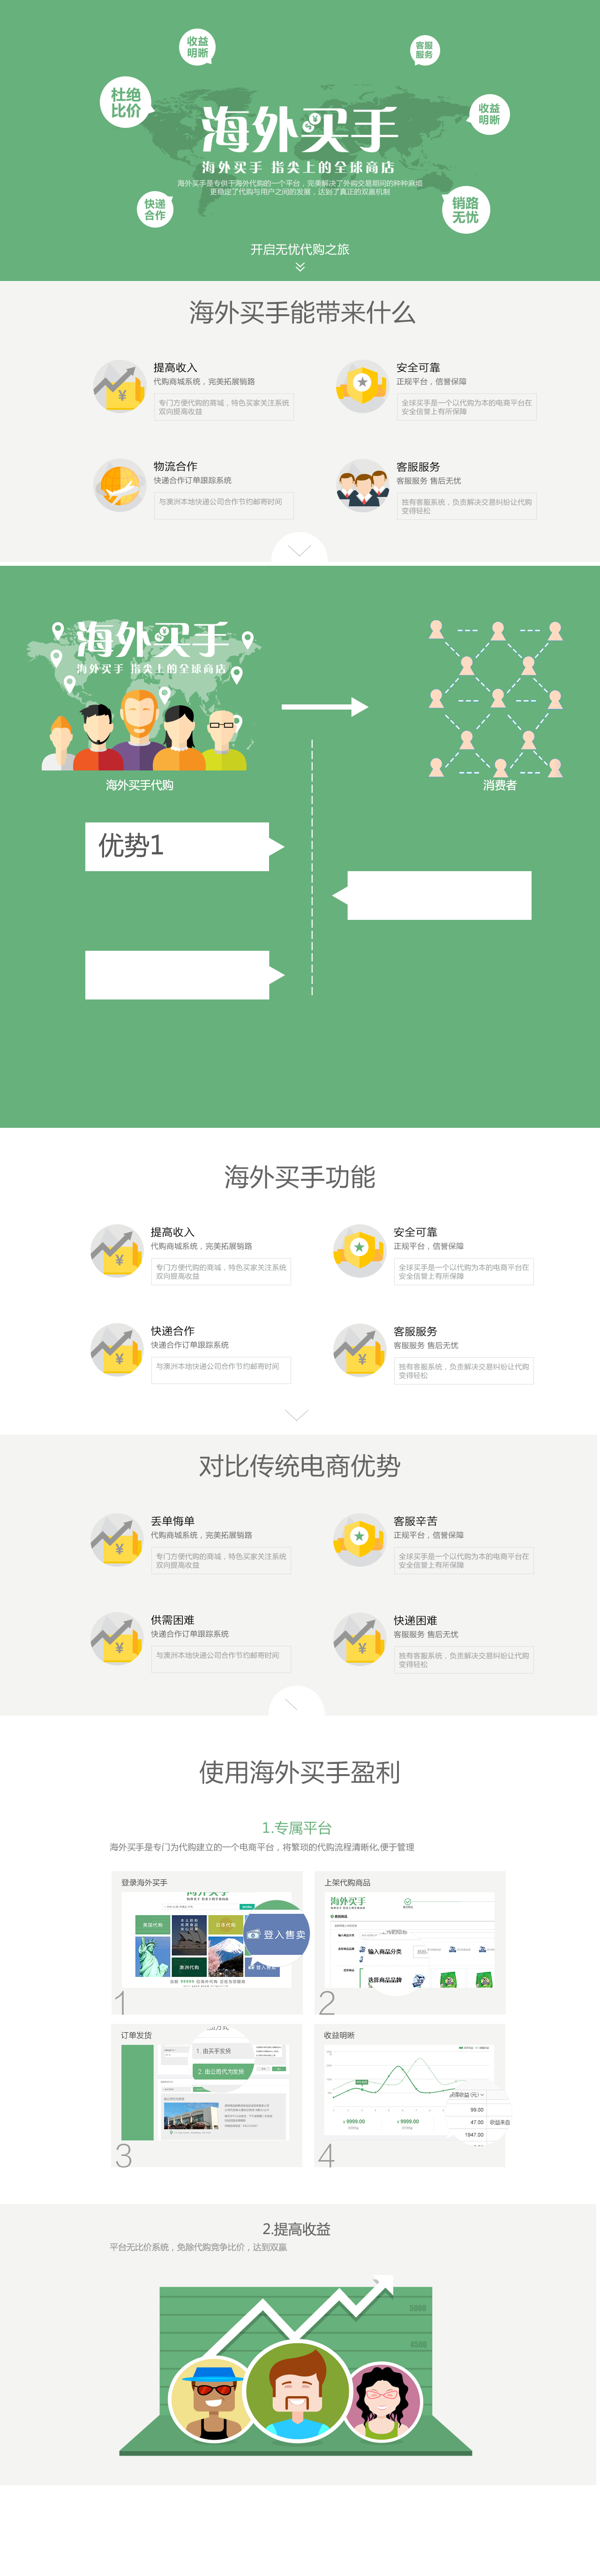 收益
明晰
客服
服务
杜绝
比价
收益
明晰
海外买手
海外买手 指尖上的全球商店
海外买手是专供于海外代购的一个平台，完美解决了外购交易期间的种种麻烦
更稳定了代购与用户之间的发展，达到了真正的双赢机制
快递
合作
销路
无忧
开启无忧代购之旅
海外买手能带来什么
提高收入
代购商城系统，完美拓展销路
专门方便代购的商城，特色买家关注系统
双向提高收益
安全可靠
正规平台，信誉保障
全球买手是一个以代购为本的电商平台在
安全信誉上有所保障
物流合作
快递合作订单跟踪系统
与澳洲本地快递公司合作节约邮寄时间
客服服务
客服服务 售后无忧
独有客服系统，负责解决交易纠纷让代购
变得轻松
海外买手
海外买手 指尖上的全球商店
海外买手代购
消费者
优势1
海外买手功能
提高收入
代购商城系统，完美拓展销路
专门方便代购的商城，特色买家关注系统
双向提高收益
安全可靠
正规平台，信誉保障
全球买手是一个以代购为本的电商平台在
安全信誉上有所保障
快递合作
快递合作订单跟踪系统
与澳洲本地快递公司合作节约邮寄时间
客服服务
客服服务 售后无忧
独有客服系统，负责解决交易纠纷让代购
变得轻松
对比传统电商优势
丢单悔单
代购商城系统，完美拓展销路
专门方便代购的商城，特色买家关注系统
双向提高收益
客服辛苦
正规平台，信誉保障
全球买手是一个以代购为本的电商平台在
安全信誉上有所保障
供需困难
快递合作订单跟踪系统
与澳洲本地快递公司合作节约邮寄时间
快递困难
客服服务 售后无忧
独有客服系统，负责解决交易纠纷让代购
变得轻松
使用海外买手盈利
1.专属平台
海外买手是专门为代购建立的一个电商平台，将繁琐的代购流程清晰化,便于管理
登录海外买手
美国代购
日本代购
澳洲代购
登入售卖
1
上架代购商品
海外买手
输入商品分类
选择商品品牌
2
订单发货
1. 由买手发货
2. 由公司代为发货
3
收益明晰
¥ 9999.00
¥ 9999.00
99.00
47.00
收益来自
1947.00
4
2.提高收益
平台无比价系统，免除代购竞争比价，达到双赢
5000
4500